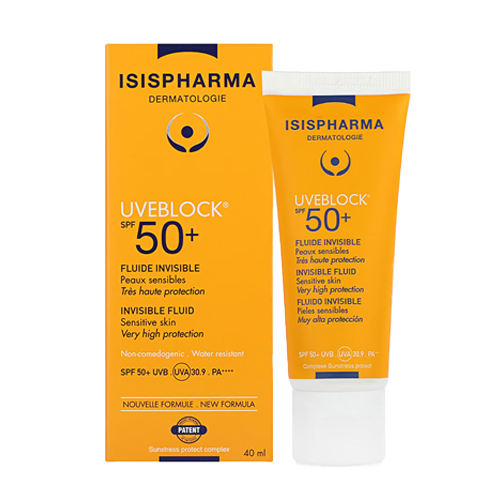 ISISPHARMA
DERMATOLOGIE
UVEBLOCK®
SPF 50+
FLUIDE INVISIBLE
Peaux sensibles
Très haute protection
INVISIBLE FLUID
Sensitive skin
Very high protection
Non-comedogenic . Water resistant
SPF 50+ UVB . UVA 30.9 . PA++++
NOUVELLE FORMULE . NEW FORMULA
PATENT
Sunstress protect complex
40 ml
ISISPHARMA
DERMATOLOGIE
UVEBLOCK®
SPF 50+
FLUIDE INVISIBLE
Peaux sensibles
Très haute protection
INVISIBLE FLUID
Sensitive skin
Very high protection
FLUIDO INVISIBLE
Pieles sensibles
Muy alta protección
SPF 50+ UVB . UVA 30.9 . PA
Complexe Sunstress protect